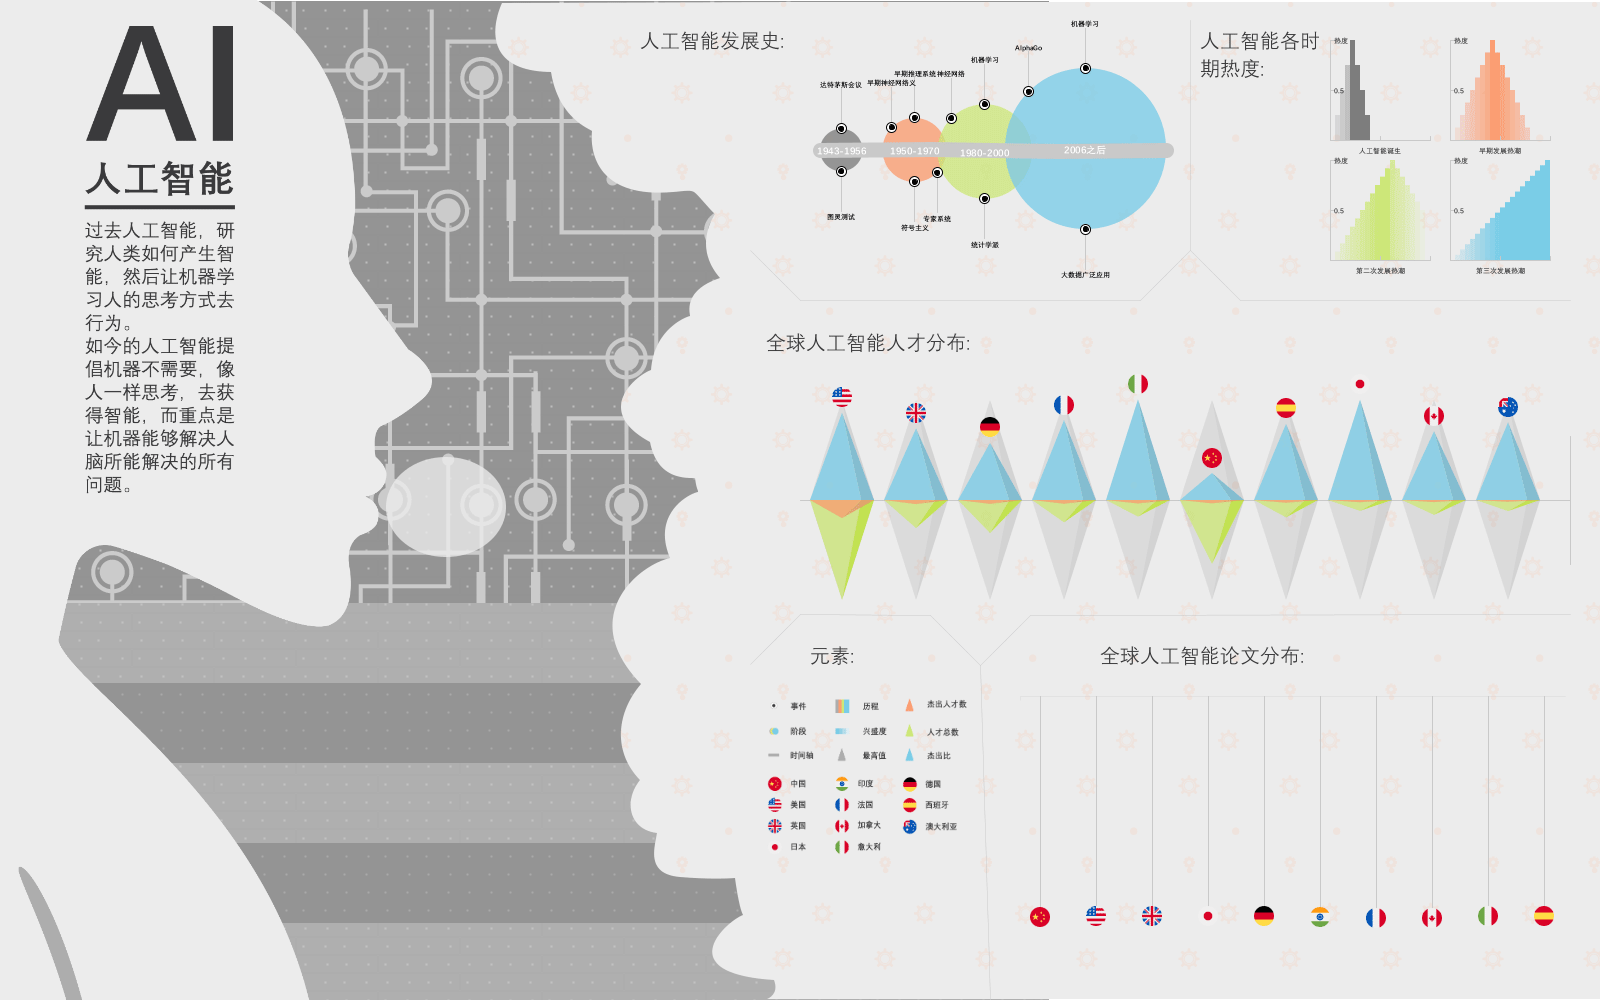 AI
人工智能
过去人工智能，研
究人类如何产生智
能，然后让机器学
习人的思考方式去
行为。
如今的人工智能提
倡机器不需要，像
人一样思考，去获
得智能，而重点是
让机器能够解决人
脑所能解决的所有
问题。
人工智能发展史:
机器学习
AlphaGo
机器学习
早期推理系统
神经网络
达特茅斯会议
早期神经网络义
1943-1956
1950-1970
1980-2000
2006之后
图灵测试
专家系统
符号主义
统计学派
大数据广泛应用
人工智能各时
期热度:
热度
0.5
人工智能诞生
热度
0.5
早期发展热期
热度
0.5
第二次发展热期
热度
0.5
第三次发展热期
全球人工智能人才分布:
元素:
事件
历程
杰出人才数
阶段
兴盛度
人才总数
时间轴
最高值
杰出比
中国
印度
德国
美国
法国
西班牙
英国
加拿大
澳大利亚
日本
意大利
全球人工智能论文分布: